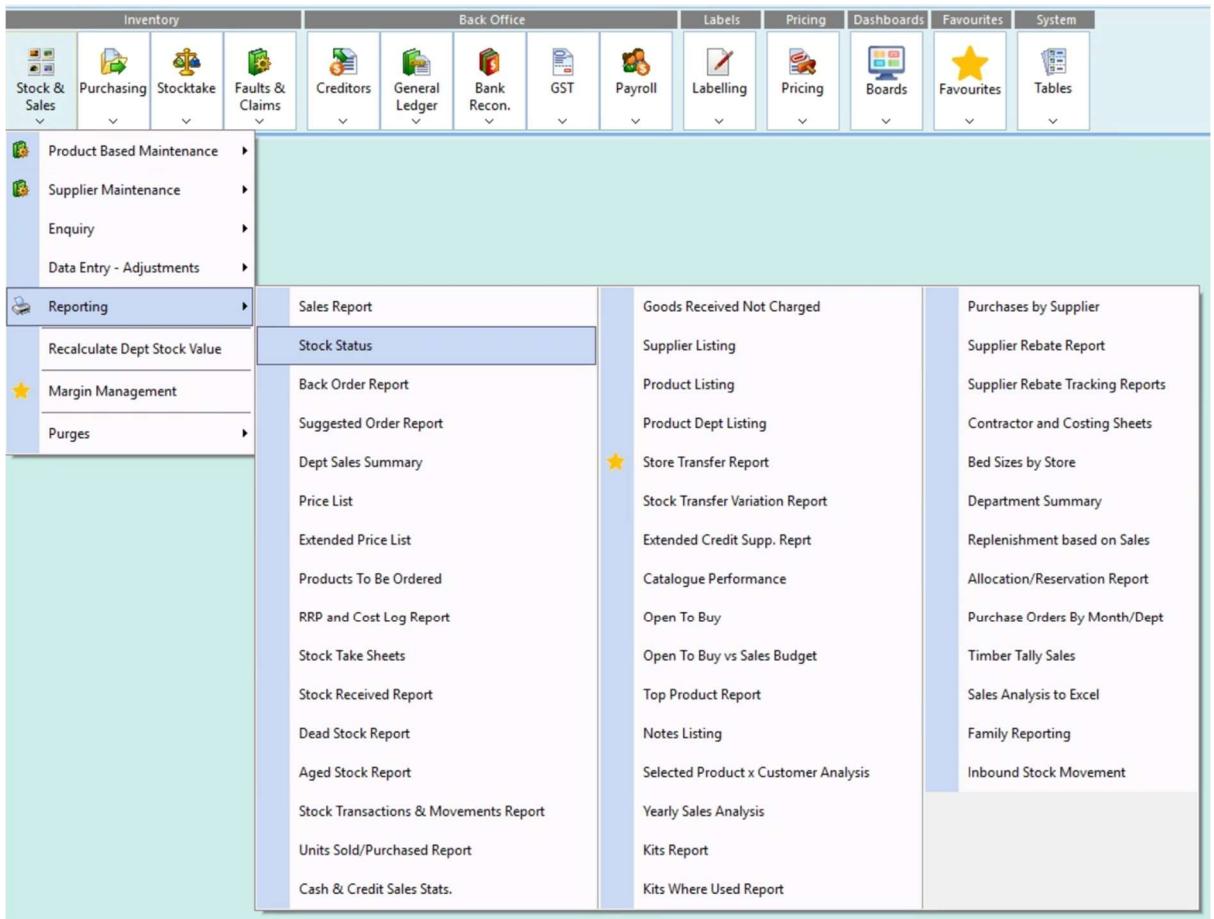 Inventory
Back Office
Labels
Pricing
Dashboards
Favourites
System
Stock &
Sales
Purchasing
Stocktake
Faults &
Claims
Creditors
General
Ledger
Bank
Recon.
GST
Payroll
Labelling
Pricing
Boards
Favourites
Tables
Product Based Maintenance
Supplier Maintenance
Enquiry
Data Entry - Adjustments
Reporting
Recalculate Dept Stock Value
Margin Management
Purges
Sales Report
Stock Status
Back Order Report
Suggested Order Report
Dept Sales Summary
Price List
Extended Price List
Products To Be Ordered
RRP and Cost Log Report
Stock Take Sheets
Stock Received Report
Dead Stock Report
Aged Stock Report
Stock Transactions & Movements Report
Units Sold/Purchased Report
Cash & Credit Sales Stats.
Goods Received Not Charged
Supplier Listing
Product Listing
Product Dept Listing
Store Transfer Report
Stock Transfer Variation Report
Extended Credit Supp. Reprt
Catalogue Performance
Open To Buy
Open To Buy vs Sales Budget
Top Product Report
Notes Listing
Selected Product x Customer Analysis
Yearly Sales Analysis
Kits Report
Kits Where Used Report
Purchases by Supplier
Supplier Rebate Report
Supplier Rebate Tracking Reports
Contractor and Costing Sheets
Bed Sizes by Store
Department Summary
Replenishment based on Sales
Allocation/Reservation Report
Purchase Orders By Month/Dept
Timber Tally Sales
Sales Analysis to Excel
Family Reporting
Inbound Stock Movement